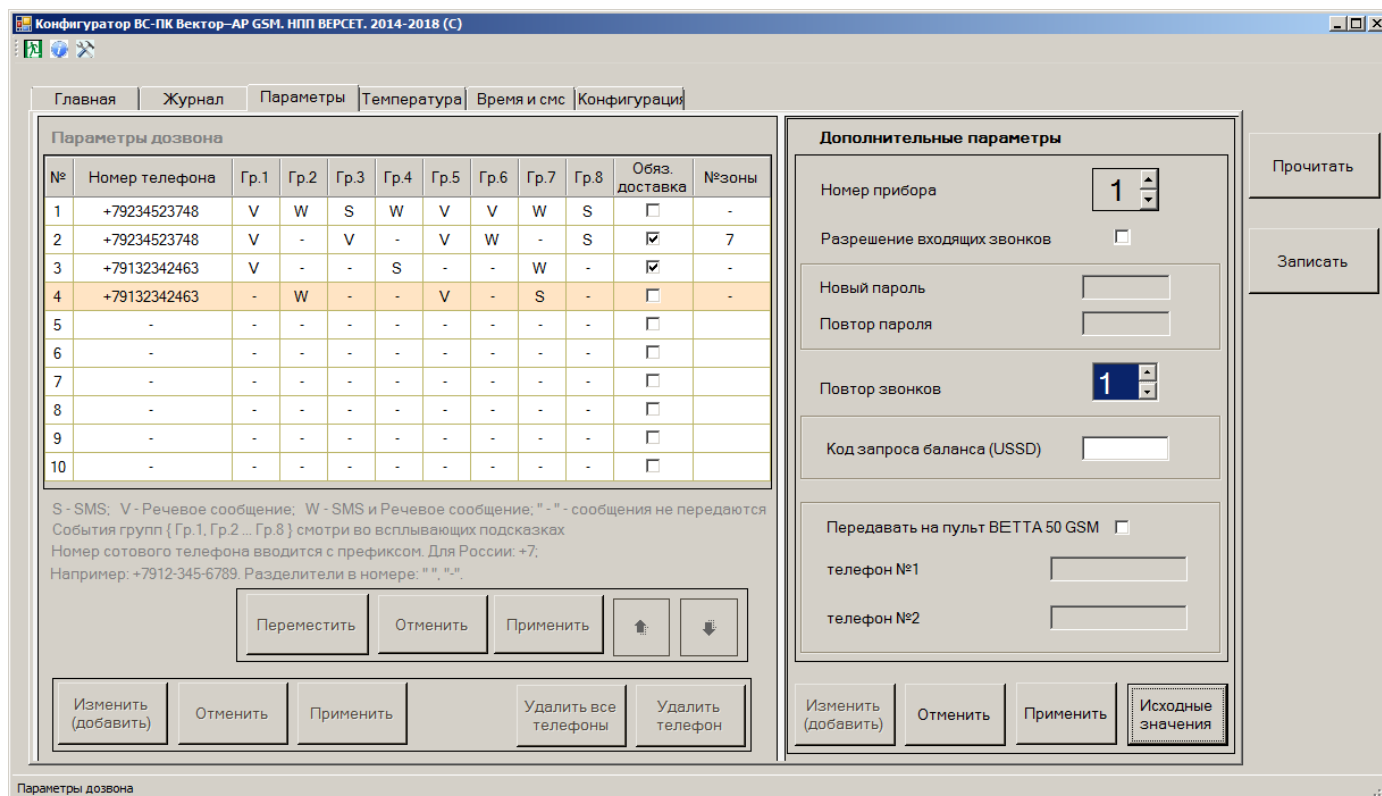 Конфигуратор ВС-ПК Вектор–АР GSM. НПП ВЕРСЕТ. 2014-2018 (С)
Главная Журнал Параметры Температура Время и смс Конфигурация
Параметры дозвона
№ Номер телефона Гр.1 Гр.2 Гр.3 Гр.4 Гр.5 Гр.6 Гр.7 Гр.8 Обяз. доставка №зоны
1 +79234523748 V W S W V V W S -
2 +79234523748 V - V - V W - S 7
3 +79132342463 V - - S - - W - -
4 +79132342463 - W - - V - S - -
5 - - - - - - - - -
6 - - - - - - - - -
7 - - - - - - - - -
8 - - - - - - - - -
9 - - - - - - - - -
10 - - - - - - - - -
S - SMS; V - Речевое сообщение; W - SMS и Речевое сообщение; " - " - сообщения не передаются
События групп { Гр.1, Гр.2 ... Гр.8 } смотри во всплывающих подсказках
Номер сотового телефона вводится с префиксом. Для России: +7;
Например: +7912-345-6789. Разделители в номере: " ", "-".
Переместить Отменить Применить
Изменить (добавить) Отменить Применить Удалить все телефоны Удалить телефон
Дополнительные параметры
Номер прибора 1
Разрешение входящих звонков
Новый пароль
Повтор пароля
Повтор звонков 1
Код запроса баланса (USSD)
Передавать на пульт BETTA 50 GSM
телефон №1
телефон №2
Изменить (добавить) Отменить Применить Исходные значения
Прочитать
Записать
Параметры дозвона